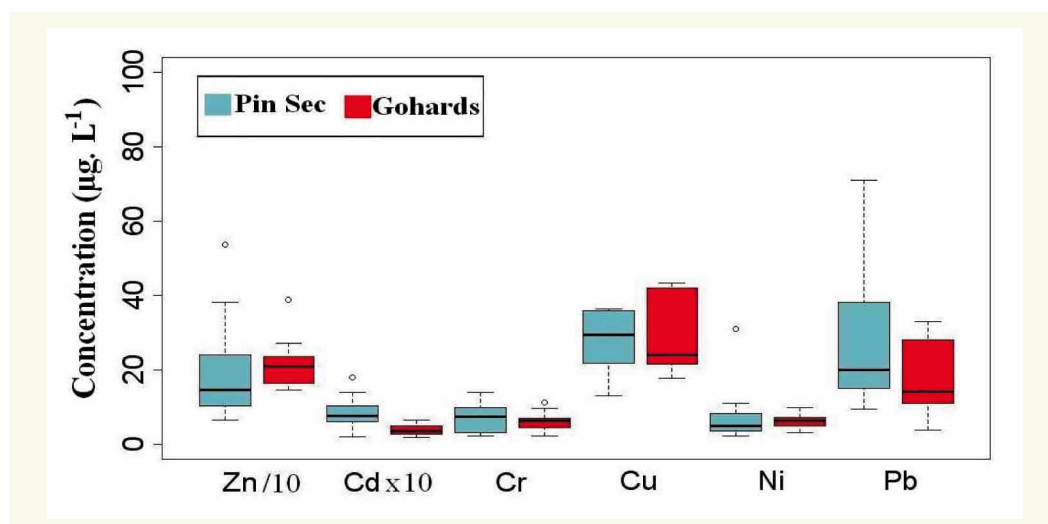 Concentration (µg. L-1)
100
80
60
40
20
0
Pin Sec Gohards
Zn/10 Cd x10 Cr Cu Ni Pb